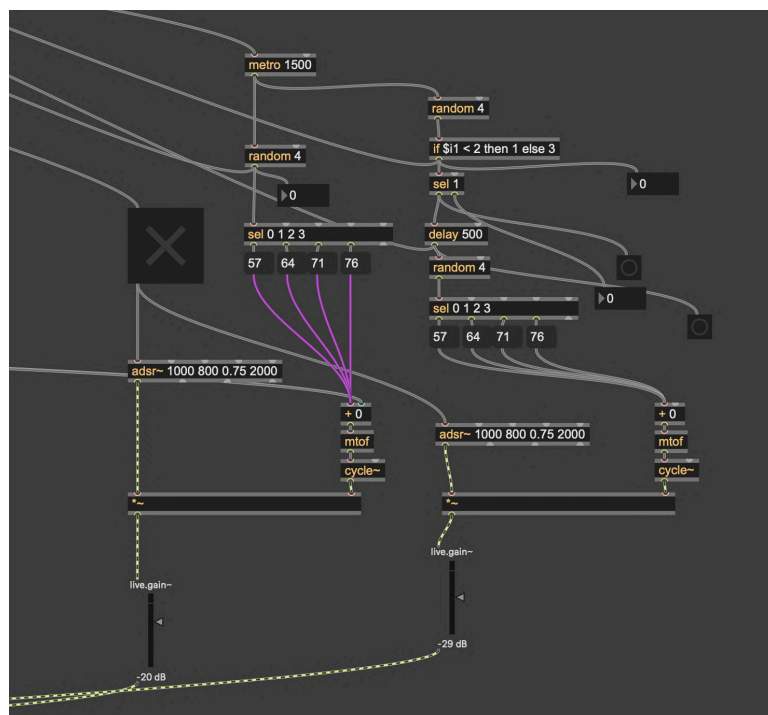 metro 1500
random 4
if $i1 < 2 then 1 else 3
random 4
sel 1
0
0
sel 0 1 2 3
delay 500
57 64 71 76
random 4
0
sel 0 1 2 3
57 64 71 76
adsr~ 1000 800 0.75 2000
+ 0
+ 0
adsr~ 1000 800 0.75 2000
mtof
mtof
cycle~
cycle~
*~
*~
live.gain~
live.gain~
-29 dB
-20 dB